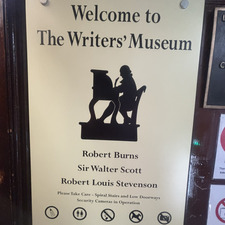 Welcome to
The Writers' Museum
Robert Burns
Sir Walter Scott
Robert Louis Stevenson
Please Take Care - Spiral Stairs and Low Doorways
Security Cameras in Operation